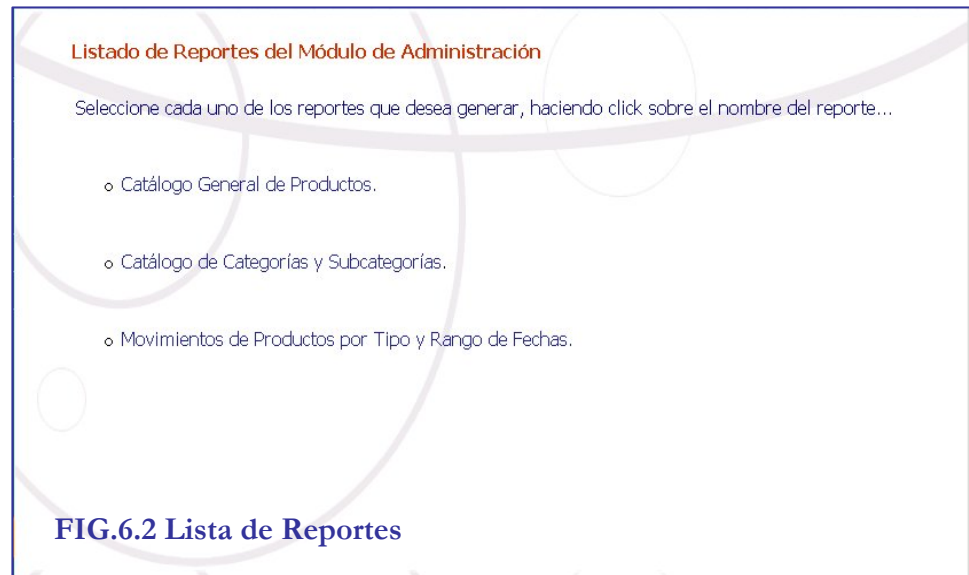 Listado de Reportes del Módulo de Administración
Seleccione cada uno de los reportes que desea generar, haciendo click sobre el nombre del reporte...
o Catálogo General de Productos.
o Catálogo de Categorías y Subcategorías.
o Movimientos de Productos por Tipo y Rango de Fechas.
FIG.6.2 Lista de Reportes